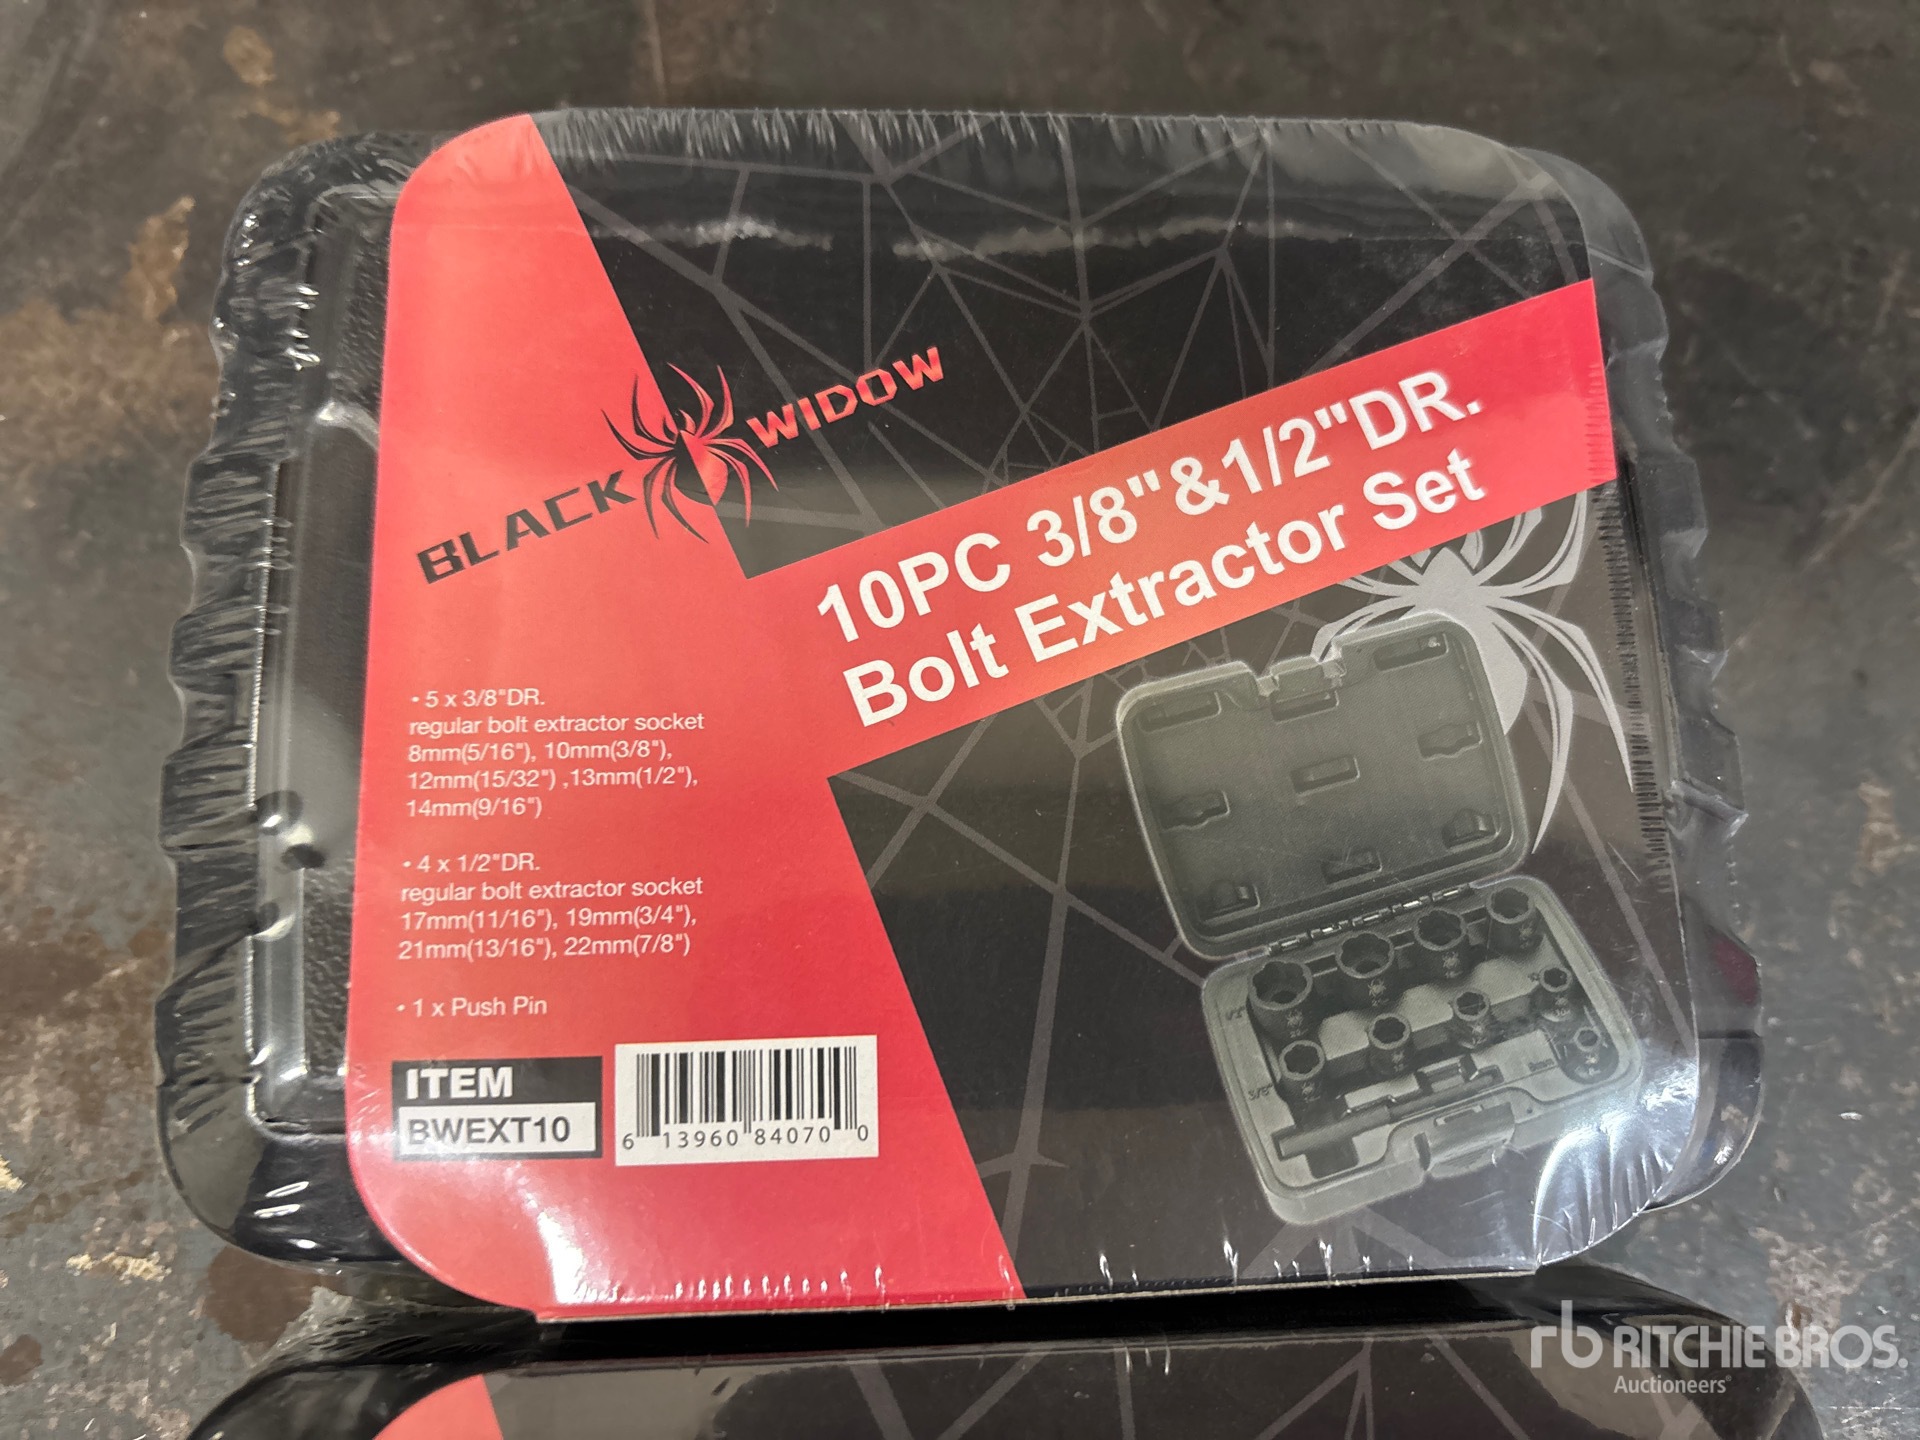 BLACK WIDOW
10PC 3/8"&1/2"DR.
Bolt Extractor Set
• 5 x 3/8"DR.
regular bolt extractor socket
8mm(5/16"), 10mm(3/8"),
12mm(15/32") ,13mm(1/2"),
14mm(9/16")
• 4 x 1/2"DR.
regular bolt extractor socket
17mm(11/16"), 19mm(3/4"),
21mm(13/16"), 22mm(7/8")
• 1 x Push Pin
ITEM
BWEXT10
6 13960 84070 0
3/8"
rb RITCHIE BROS.
Auctioneers